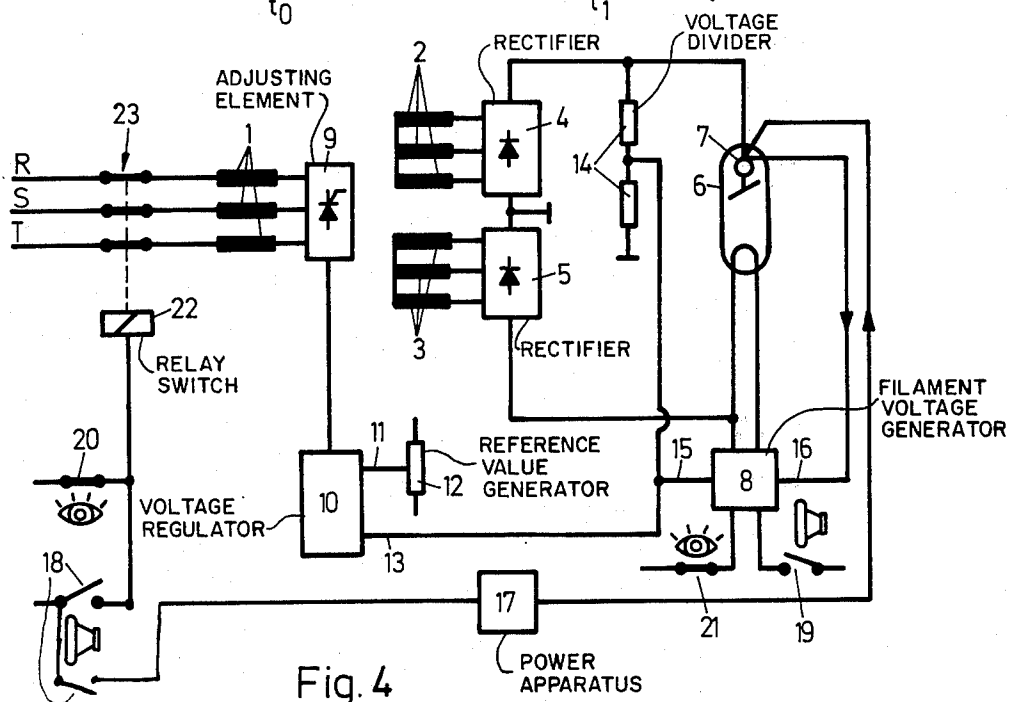 t0
t1
VOLTAGE
DIVIDER
RECTIFIER
2
ADJUSTING
ELEMENT
23
1
9
4
7
14
6
R
S
T
5
3
RECTIFIER
22
RELAY
SWITCH
FILAMENT
VOLTAGE
GENERATOR
20
11
REFERENCE
VALUE
GENERATOR
12
15
8
16
VOLTAGE
REGULATOR
10
13
18
17
21
19
POWER
APPARATUS
Fig. 4